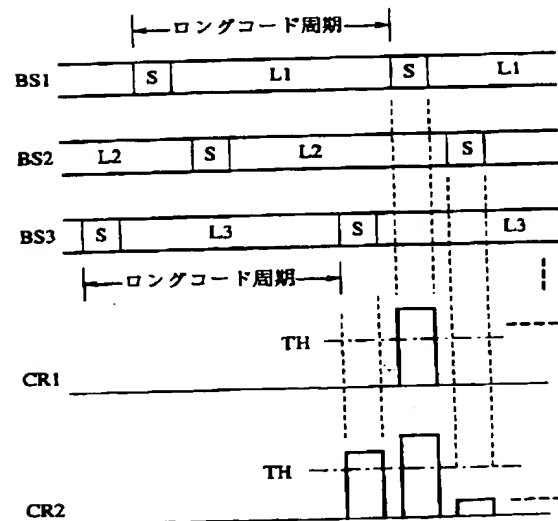 ロングコード周期
BS1 S L1 S L1
BS2 L2 S L2 S
BS3 S L3 S L3
ロングコード周期
TH
CR1
TH
CR2